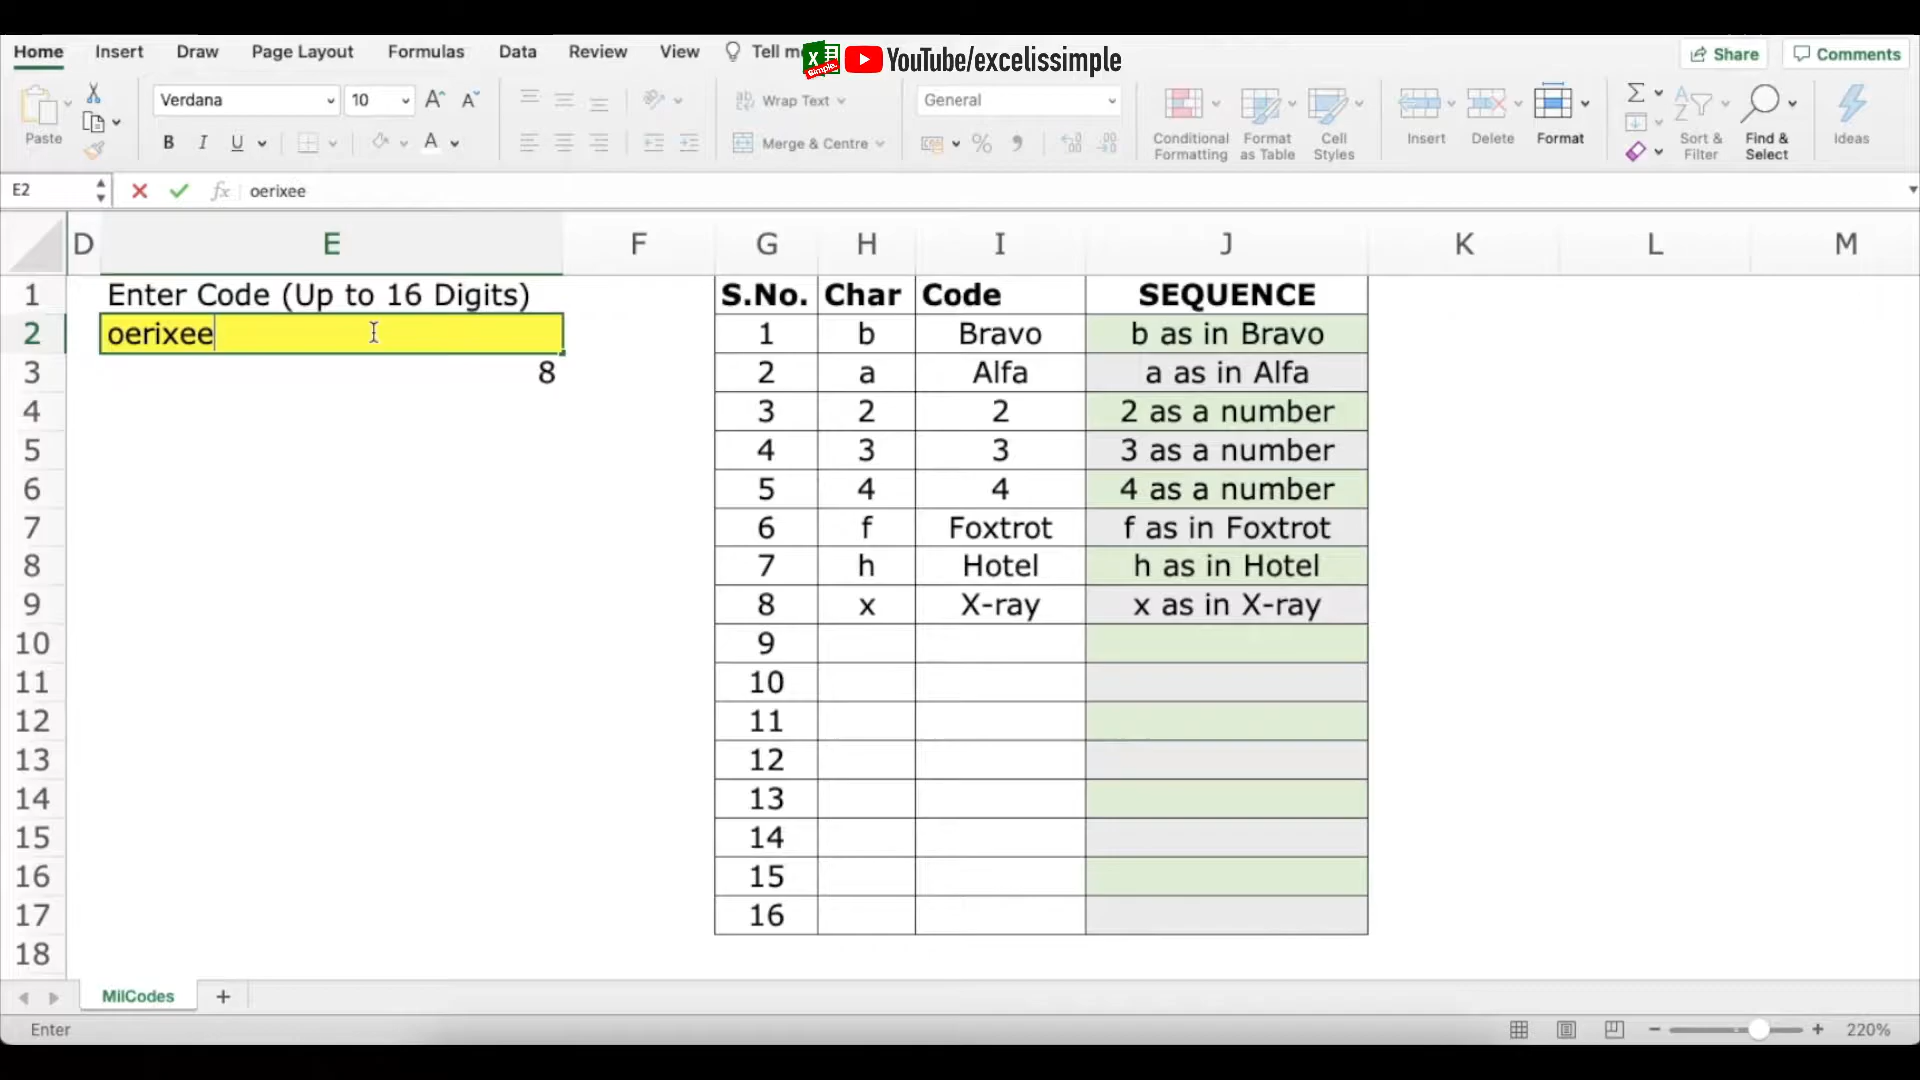 Home Insert Draw Page Layout Formulas Data Review View Tell me YouTube/excelissimple Share Comments
Simple.
Verdana 10 Wrap Text General
Paste B I U A Merge & Centre % Conditional Formatting Format as Table Cell Styles Insert Delete Format Sort & Filter Find & Select Ideas
E2 fx oerixee
D E F G H I J K L M
1 Enter Code (Up to 16 Digits) S.No. Char Code SEQUENCE
2 oerixee 1 b Bravo b as in Bravo
3 8 2 a Alfa a as in Alfa
4 3 2 2 2 as a number
5 4 3 3 3 as a number
6 5 4 4 4 as a number
7 6 f Foxtrot f as in Foxtrot
8 7 h Hotel h as in Hotel
9 8 x X-ray x as in X-ray
10 9
11 10
12 11
13 12
14 13
15 14
16 15
17 16
18
MilCodes
Enter 220%